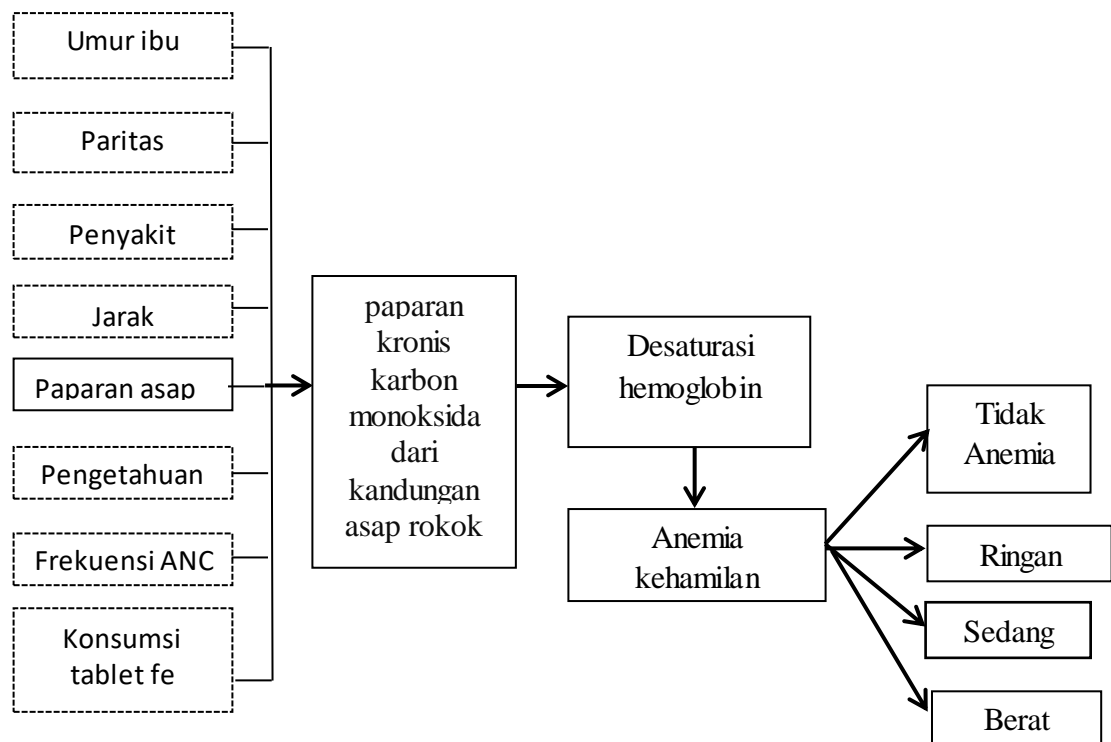 Umur ibu
Paritas
Penyakit
Jarak
Paparan asap
Pengetahuan
Frekuensi ANC
Konsumsi
tablet fe
paparan
kronis
karbon
monoksida
dari
kandungan
asap rokok
Desaturasi
hemoglobin
Anemia
kehamilan
Tidak
Anemia
Ringan
Sedang
Berat